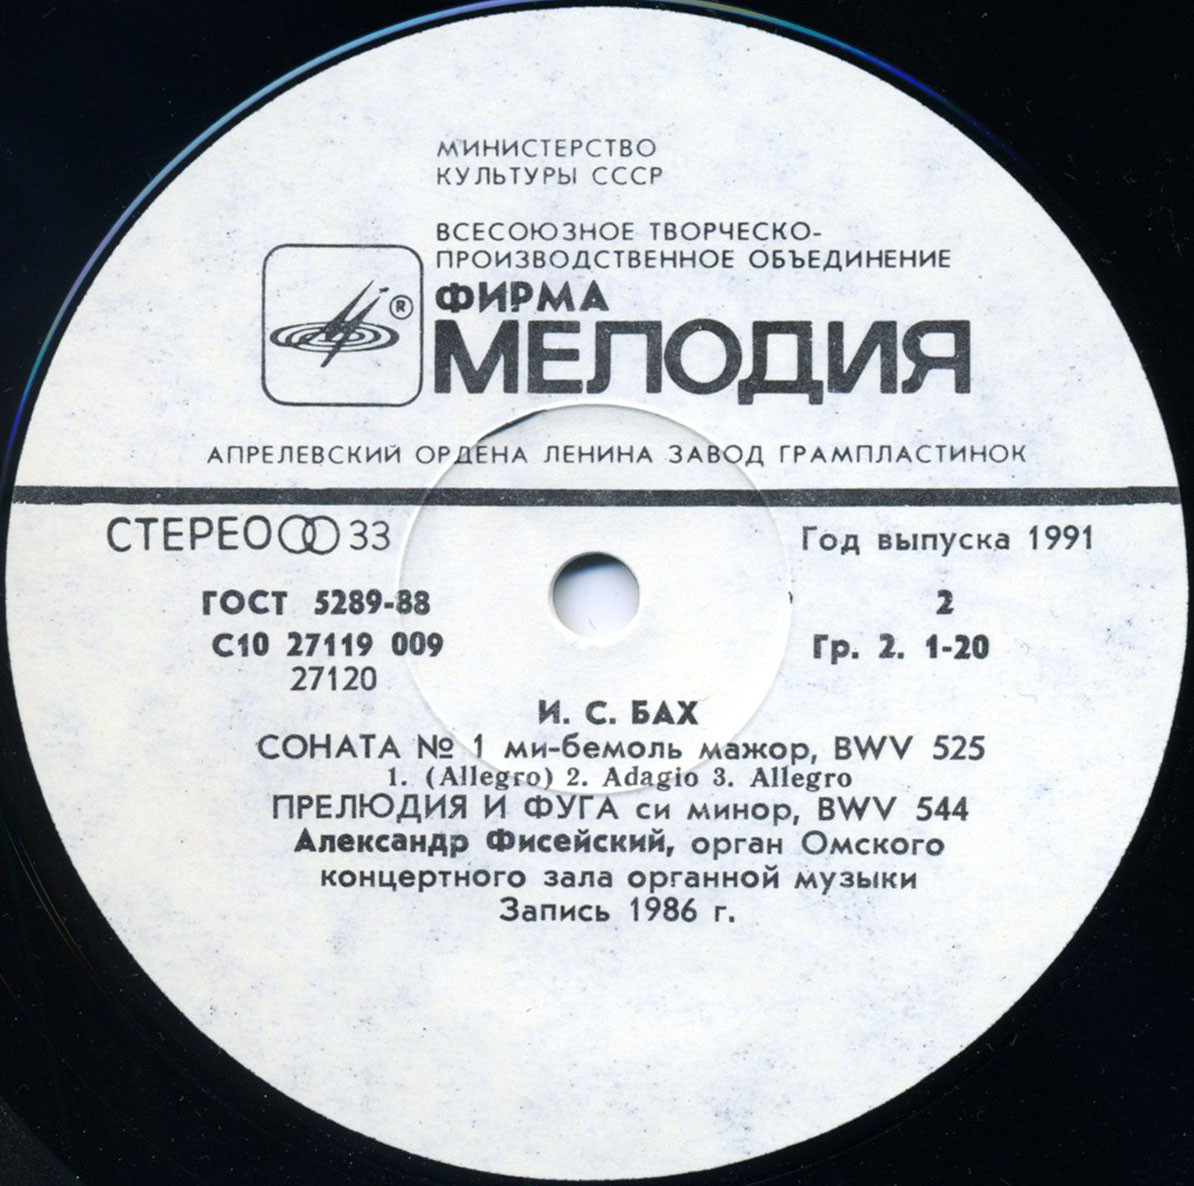 МИНИСТЕРСТВО
КУЛЬТУРЫ СССР
ВСЕСОЮЗНОЕ ТВОРЧЕСКО-
ПРОИЗВОДСТВЕННОЕ ОБЪЕДИНЕНИЕ
ФИРМА
®
МЕЛОДИЯ
АПРЕЛЕВСКИЙ ОРДЕНА ЛЕНИНА ЗАВОД ГРАМПЛАСТИНОК
СТЕРЕО 33
Год выпуска 1991
ГОСТ 5289-88
2
С10 27119 009
Гр. 2. 1-20
27120
И. С. БАХ
СОНАТА № 1 ми-бемоль мажор, BWV 525
1. (Allegro) 2. Adagio 3. Allegro
ПРЕЛЮДИЯ И ФУГА си минор, BWV 544
Александр Фисейский, орган Омского
концертного зала органной музыки
Запись 1986 г.